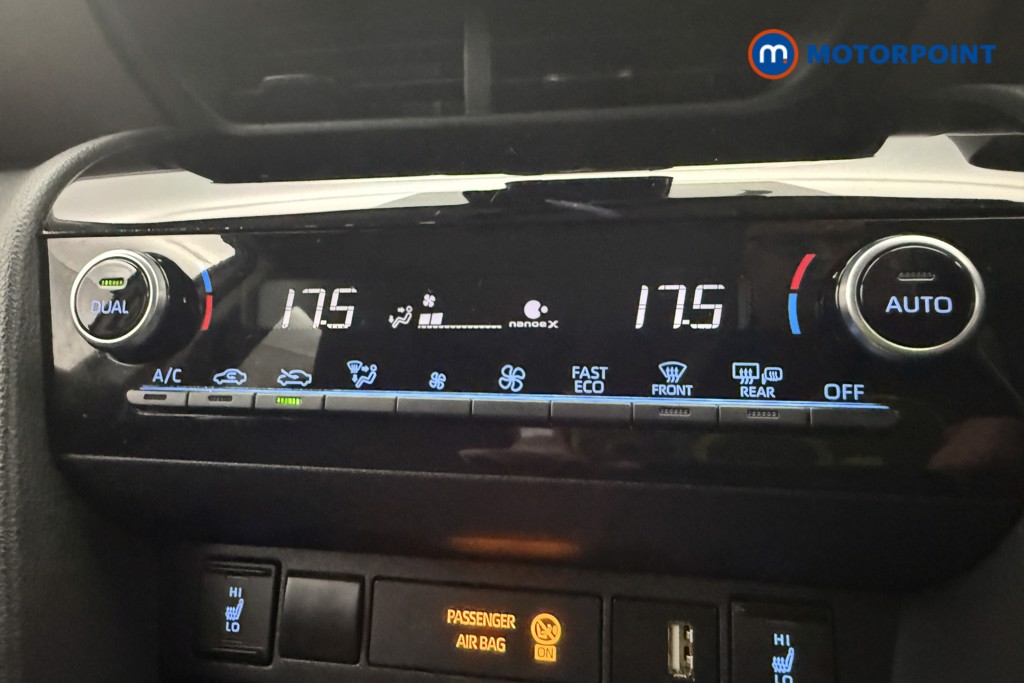 m MOTORPOINT
DUAL
17.5
nanoeX
17.5
AUTO
A/C
FAST ECO
FRONT
REAR
OFF
HI
LO
PASSENGER
AIR BAG
ON
HI
LO